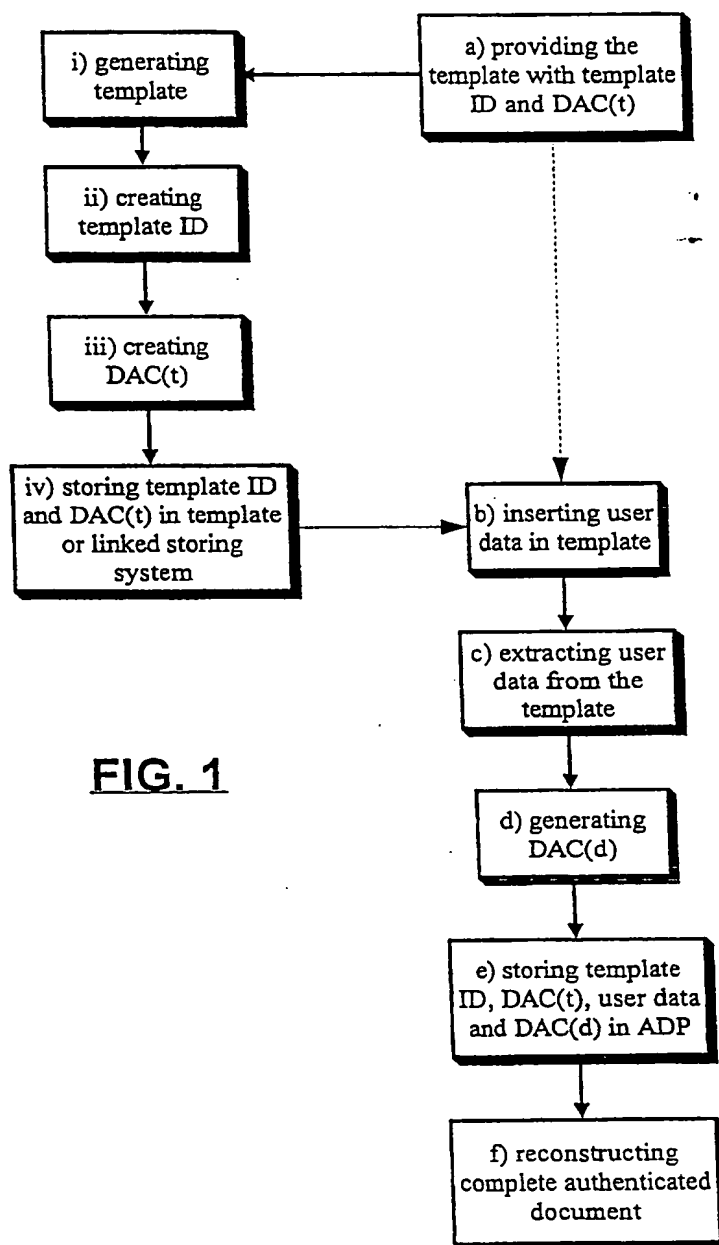 i) generating
template
a) providing the
template with template
ID and DAC(t)
ii) creating
template ID
iii) creating
DAC(t)
iv) storing template ID
and DAC(t) in template
or linked storing
system
b) inserting user
data in template
c) extracting user
data from the
template
FIG. 1
d) generating
DAC(d)
e) storing template
ID, DAC(t), user data
and DAC(d) in ADP
f) reconstructing
complete authenticated
document